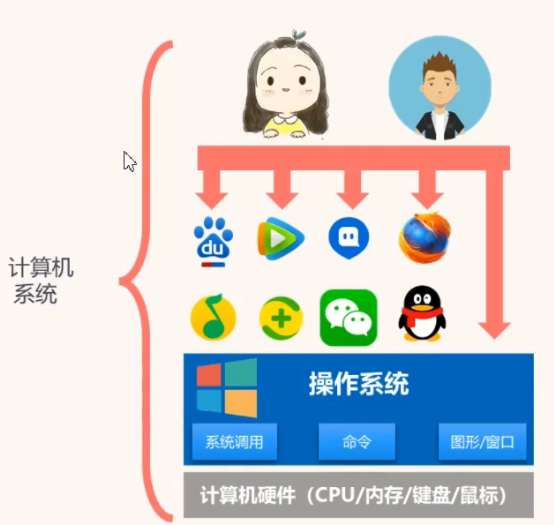 du
计算机
系统
操作系统
系统调用
命令
图形/窗口
计算机硬件（CPU/内存/键盘/鼠标）